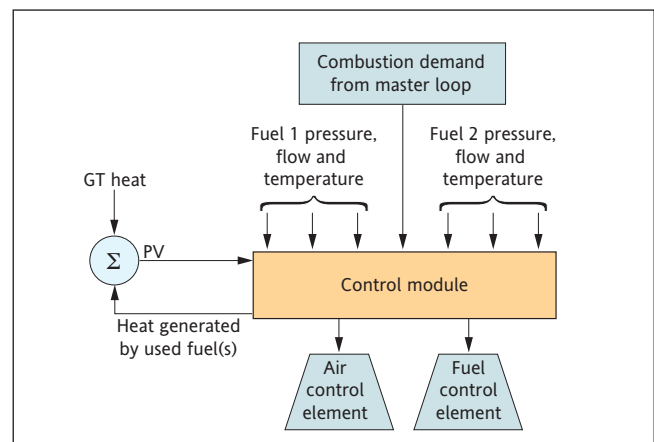 Combustion demand
from master loop
Fuel 1 pressure,
flow and
temperature
Fuel 2 pressure,
flow and
temperature
GT heat
Σ
PV
Control module
Heat generated
by used fuel(s)
Air
control
element
Fuel
control
element